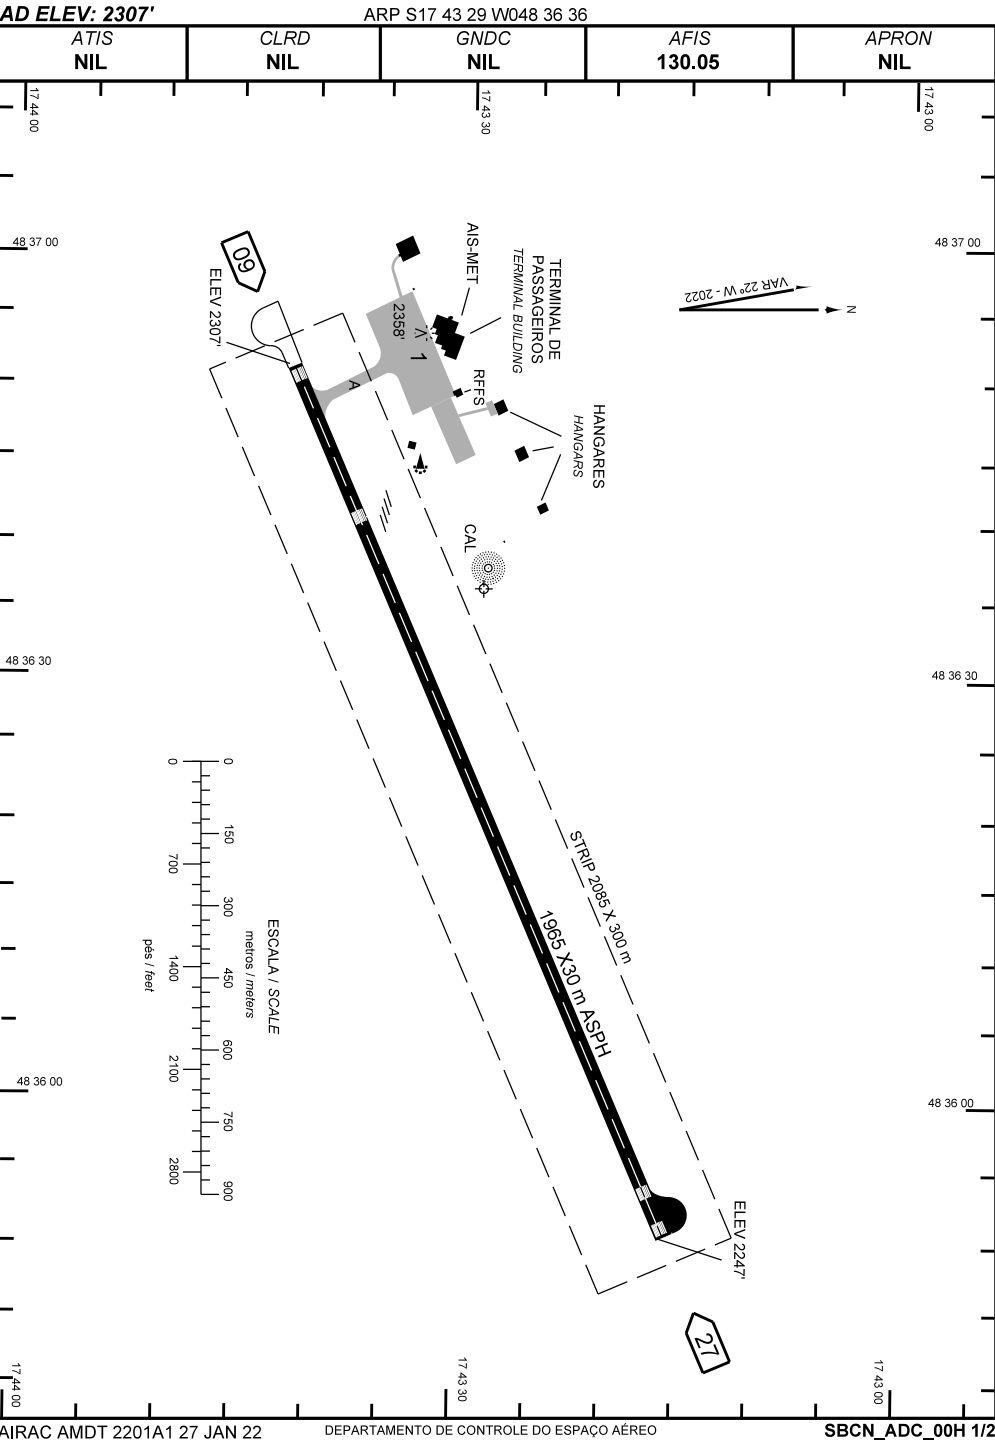 AD ELEV: 2307'
ARP S17 43 29 W048 36 36
ATIS
NIL
CLRD
NIL
GNDC
NIL
AFIS
130.05
APRON
NIL
17 44 00
17 43 30
17 43 00
48 37 00
48 37 00
09
ELEV 2307'
AIS-MET
TERMINAL DE
PASSAGEIROS
TERMINAL BUILDING
VAR 22° W - 2022
N
2358'
1
A
RFFS
HANGARES
HANGARS
CAL
48 36 30
48 36 30
STRIP 2085 X 300 m
1965 X30 m ASPH
ESCALA / SCALE
metros / meters
0
150
300
450
600
750
900
0
700
1400
2100
2800
pés / feet
48 36 00
48 36 00
ELEV 2247'
27
17 44 00
17 43 30
17 43 00
AIRAC AMDT 2201A1 27 JAN 22
DEPARTAMENTO DE CONTROLE DO ESPAÇO AÉREO
SBCN_ADC_00H 1/2